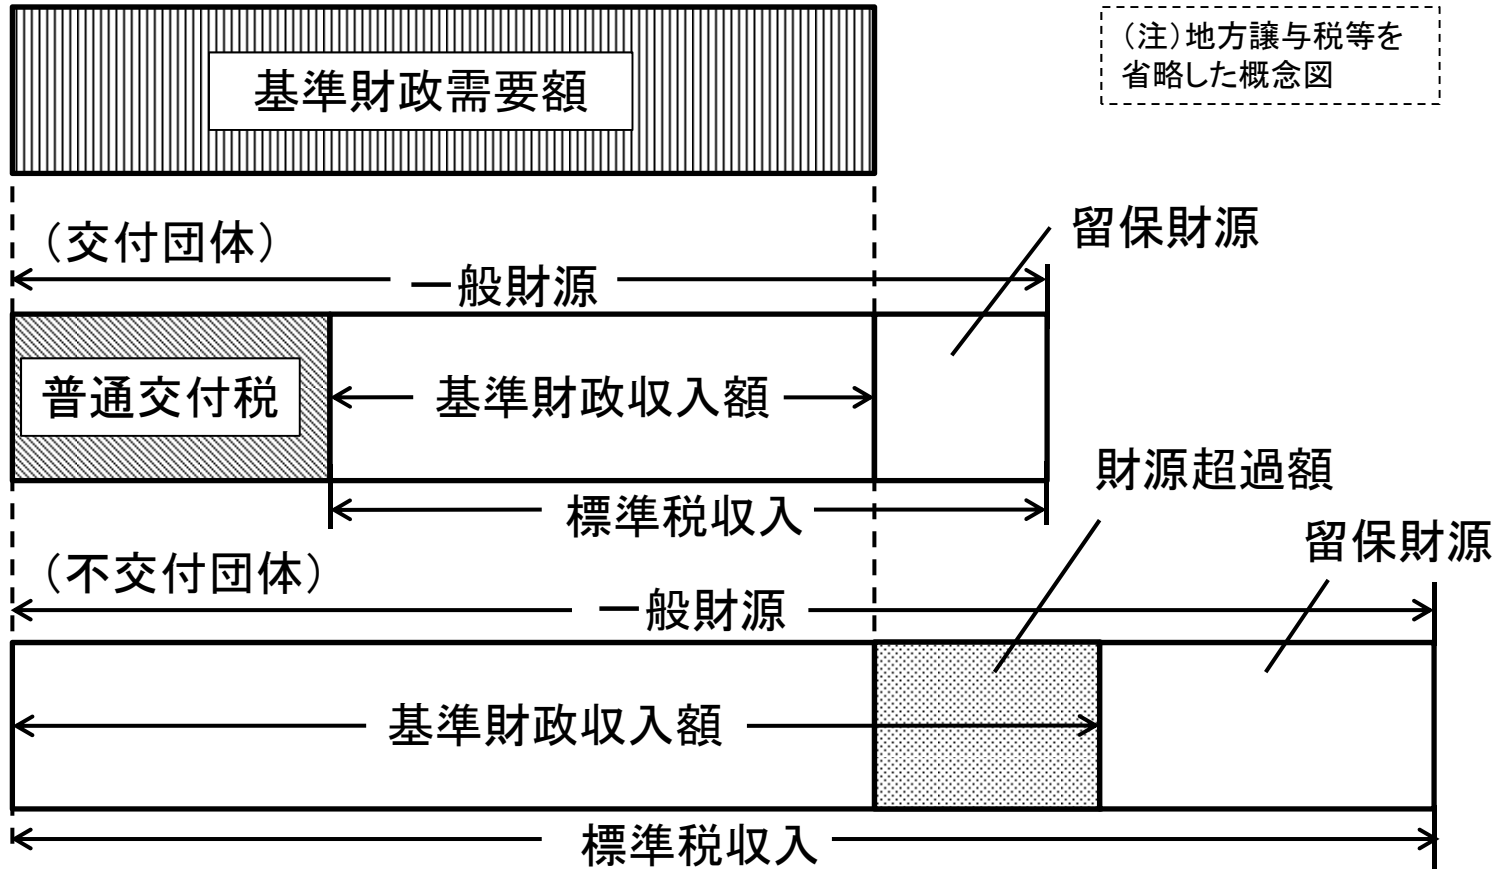 基準財政需要額
（注）地方譲与税等を
省略した概念図
（交付団体）
留保財源
一般財源
普通交付税
基準財政収入額
財源超過額
標準税収入
留保財源
（不交付団体）
一般財源
基準財政収入額
標準税収入